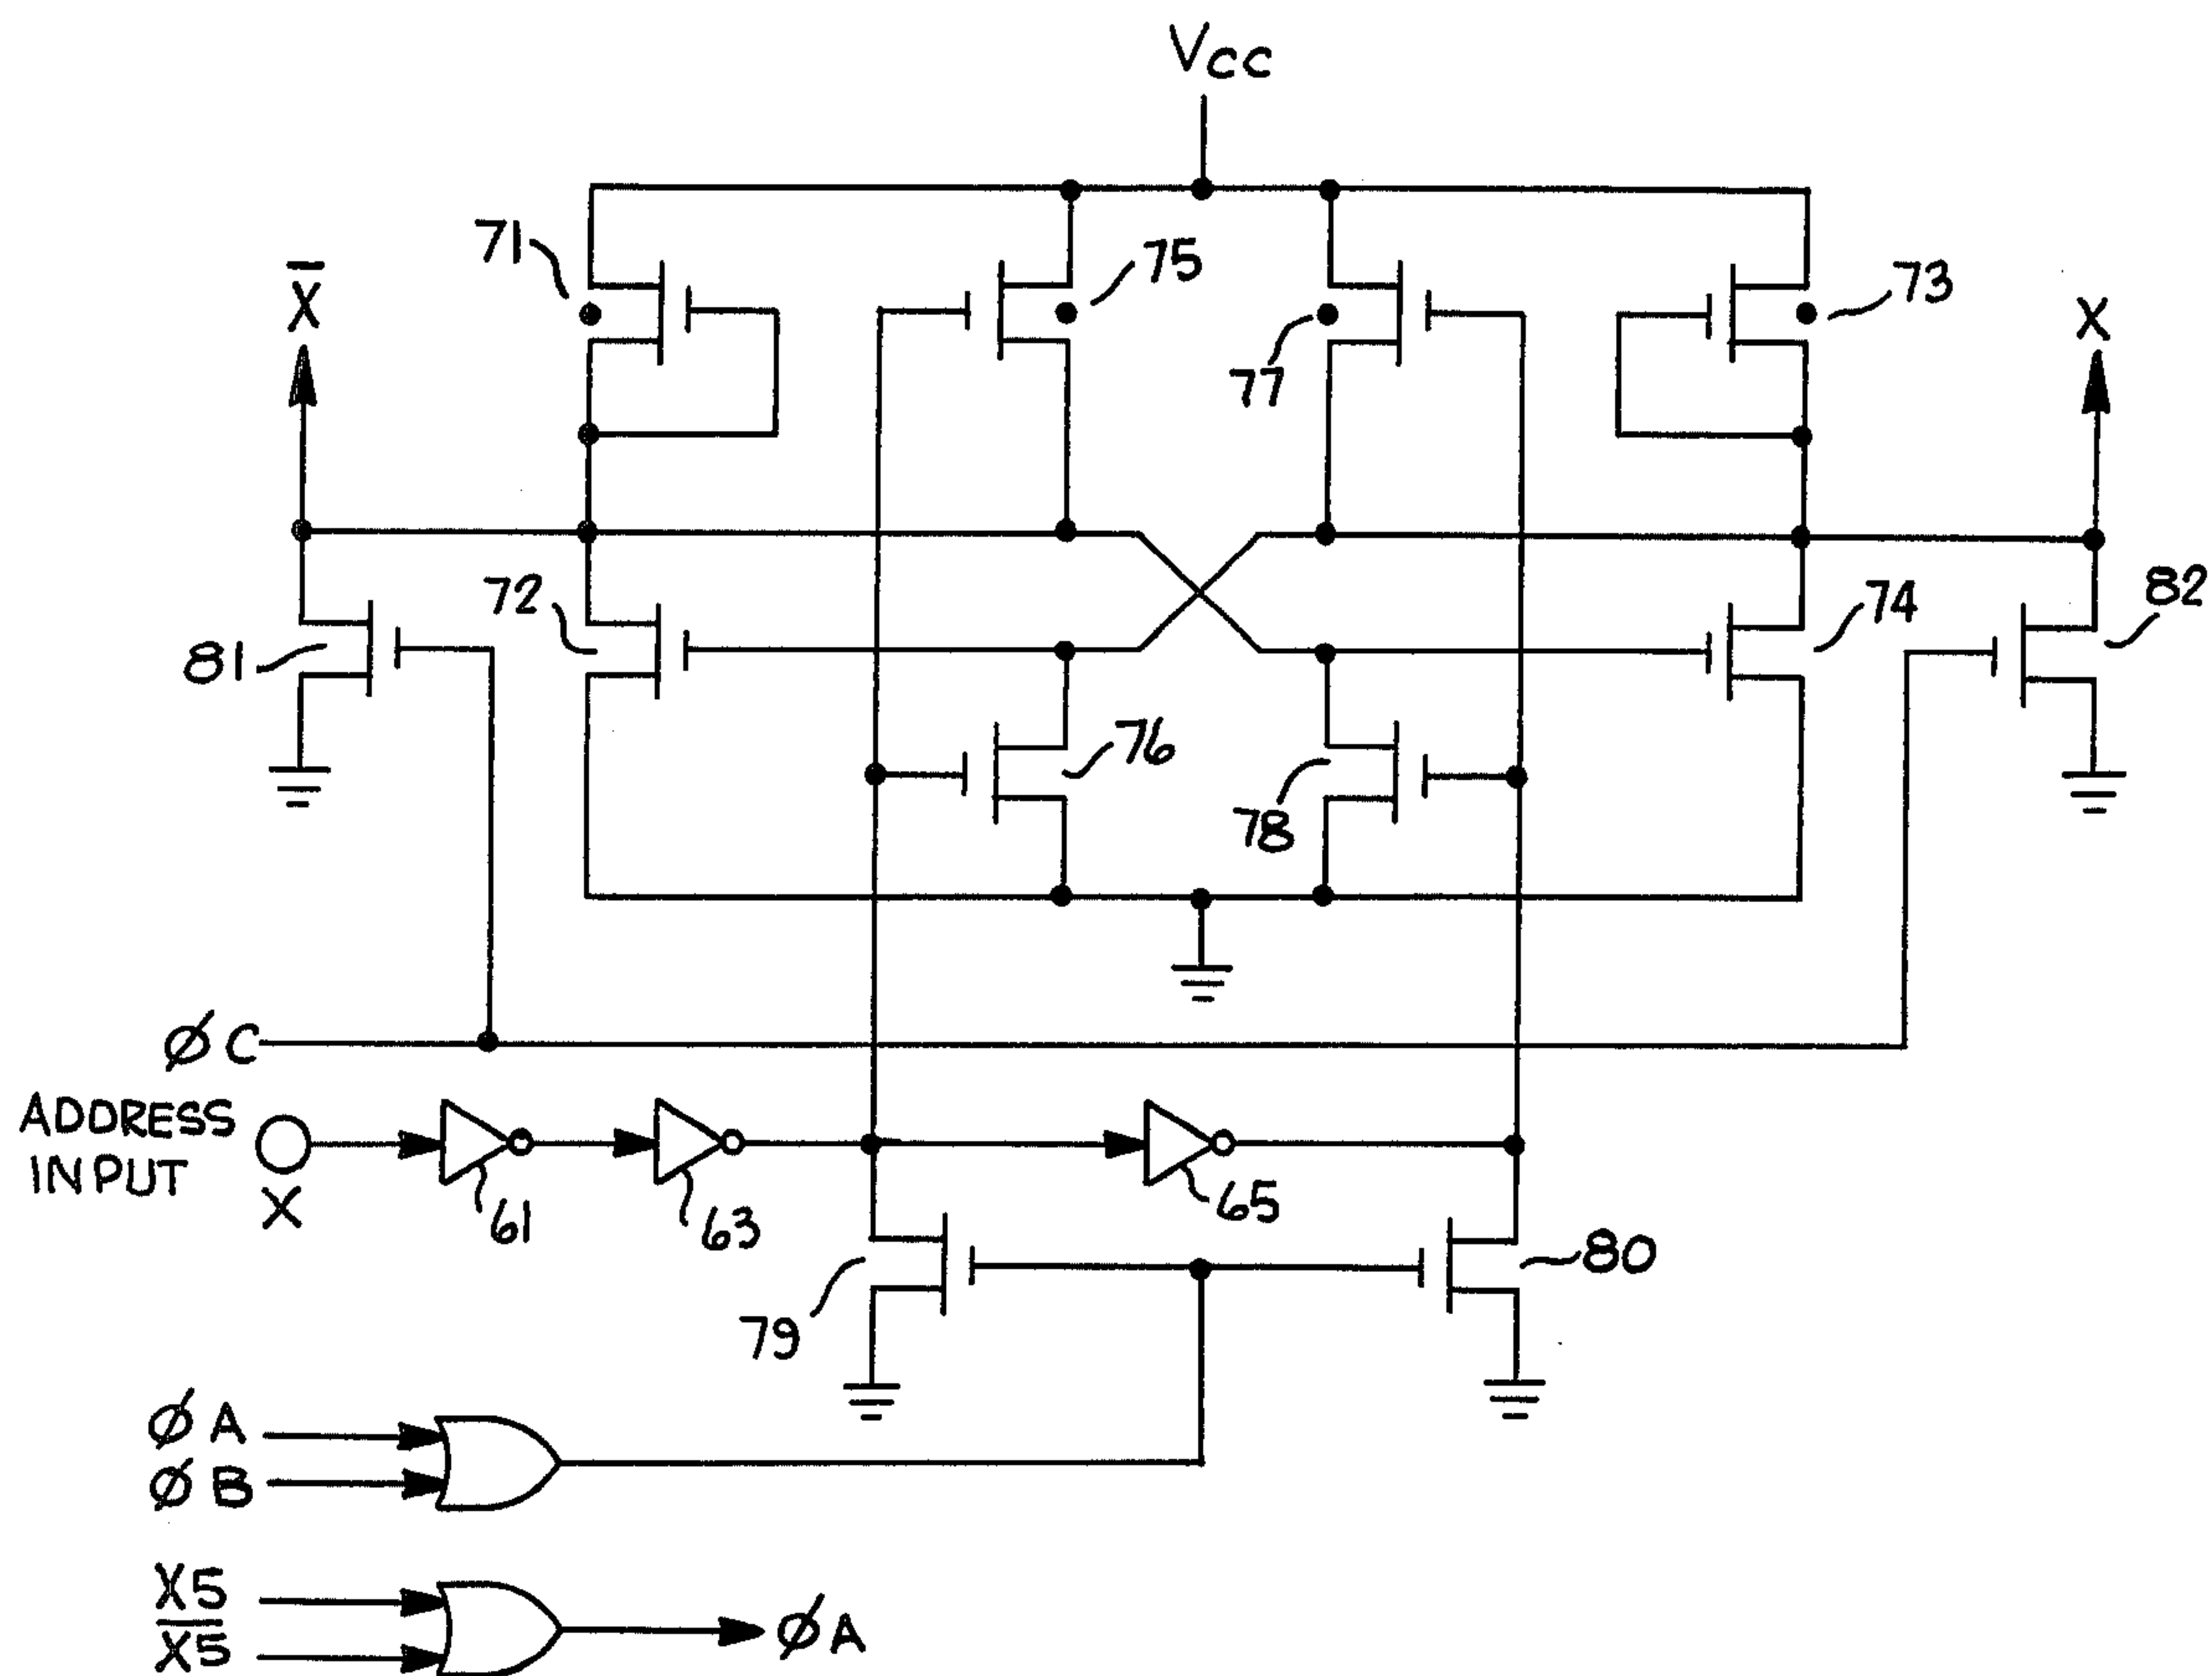 VCC
71
75
77
73
X̅
X
72
74
82
81
76
78
ØC
ADDRESS
INPUT
X
61
63
65
79
80
ØA
ØB
X5
X̅5̅
ØA